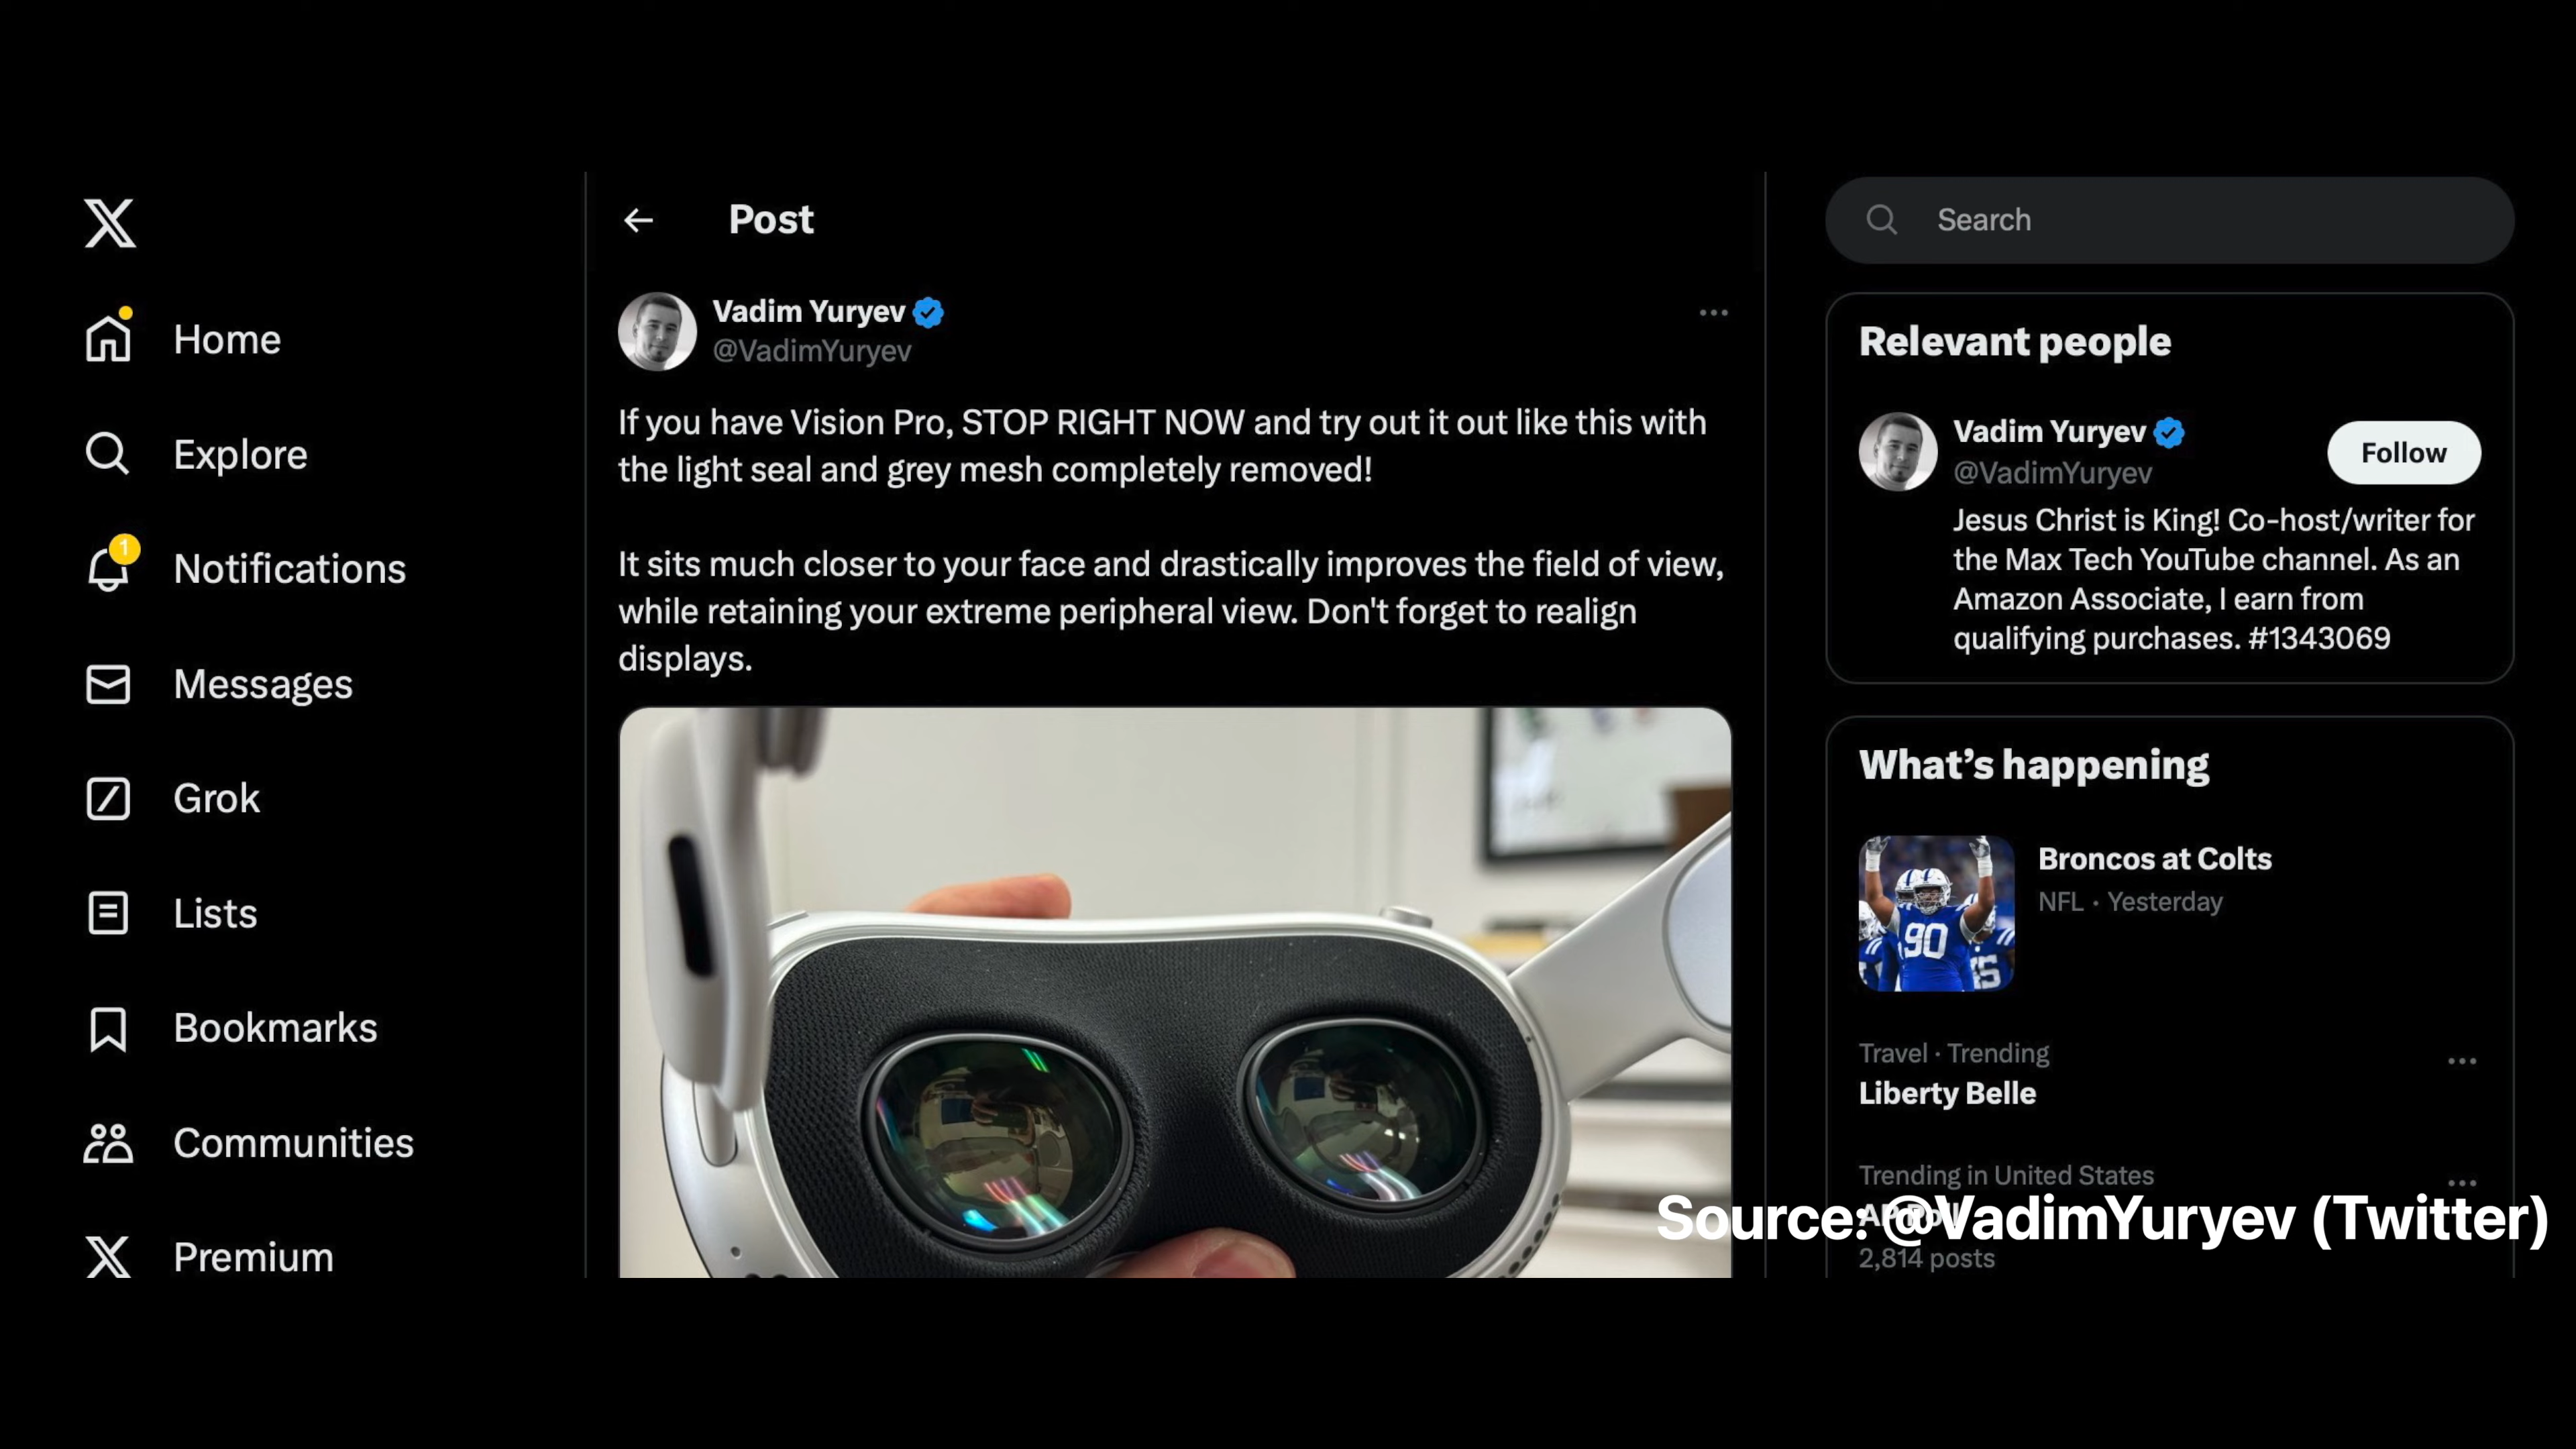 Home
Explore
1
Notifications
Messages
Grok
Lists
Bookmarks
Communities
Premium
Post
Vadim Yuryev
@VadimYuryev
If you have Vision Pro, STOP RIGHT NOW and try out it out like this with
the light seal and grey mesh completely removed!
It sits much closer to your face and drastically improves the field of view,
while retaining your extreme peripheral view. Don't forget to realign
displays.
Search
Relevant people
Vadim Yuryev
@VadimYuryev
Follow
Jesus Christ is King! Co-host/writer for
the Max Tech YouTube channel. As an
Amazon Associate, I earn from
qualifying purchases. #1343069
What’s happening
90
Broncos at Colts
NFL · Yesterday
Travel · Trending
Liberty Belle
Trending in United States
AP Poll
2,814 posts
Source: @VadimYuryev (Twitter)